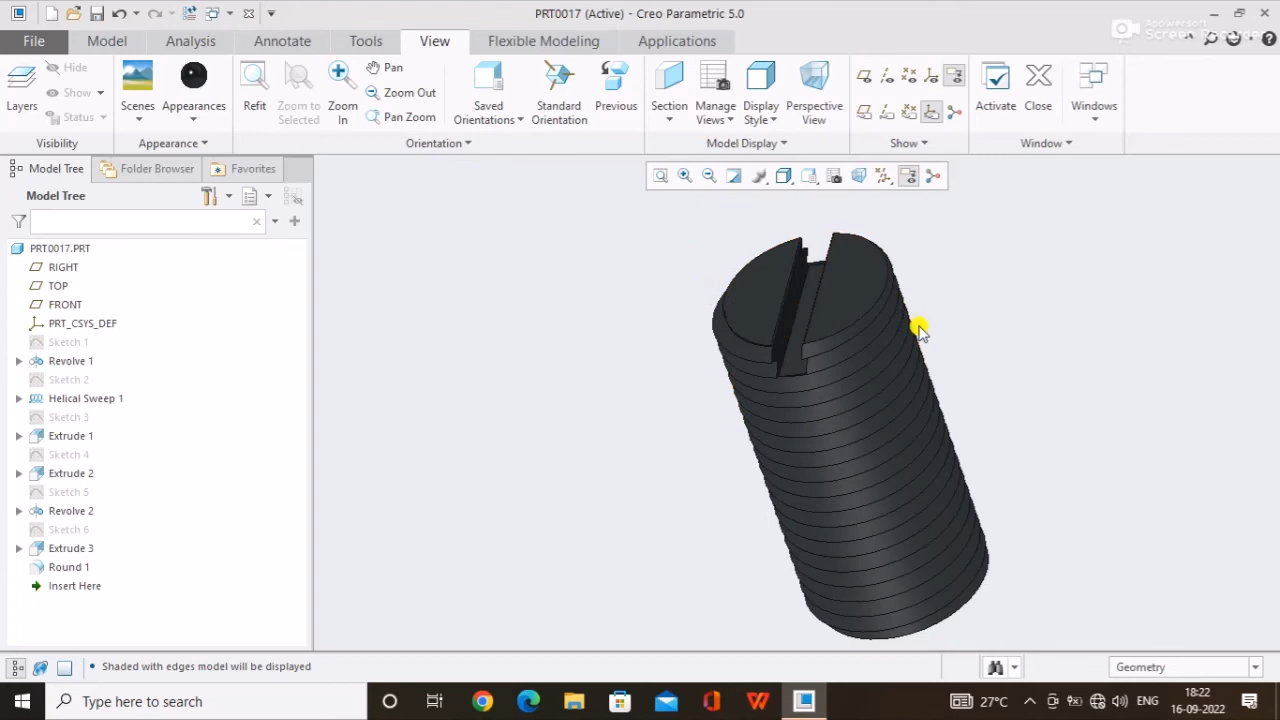 PRT0017 (Active) - Creo Parametric 5.0
Apowersoft
Screen Recorder
File Model Analysis Annotate Tools View Flexible Modeling Applications
Hide
Show
Status
Layers
Visibility
Scenes
Appearances
Appearance
Refit
Zoom to Selected
Zoom In
Pan
Zoom Out
Pan Zoom
Saved Orientations
Standard Orientation
Previous
Orientation
Section
Manage Views
Display Style
Perspective View
Model Display
Show
Activate
Close
Windows
Window
Model Tree Folder Browser Favorites
Model Tree
PRT0017.PRT
RIGHT
TOP
FRONT
PRT_CSYS_DEF
Sketch 1
Revolve 1
Sketch 2
Helical Sweep 1
Sketch 3
Extrude 1
Sketch 4
Extrude 2
Sketch 5
Revolve 2
Sketch 6
Extrude 3
Round 1
Insert Here
• Shaded with edges model will be displayed
Geometry
Type here to search
27°C
ENG
18:22
16-09-2022